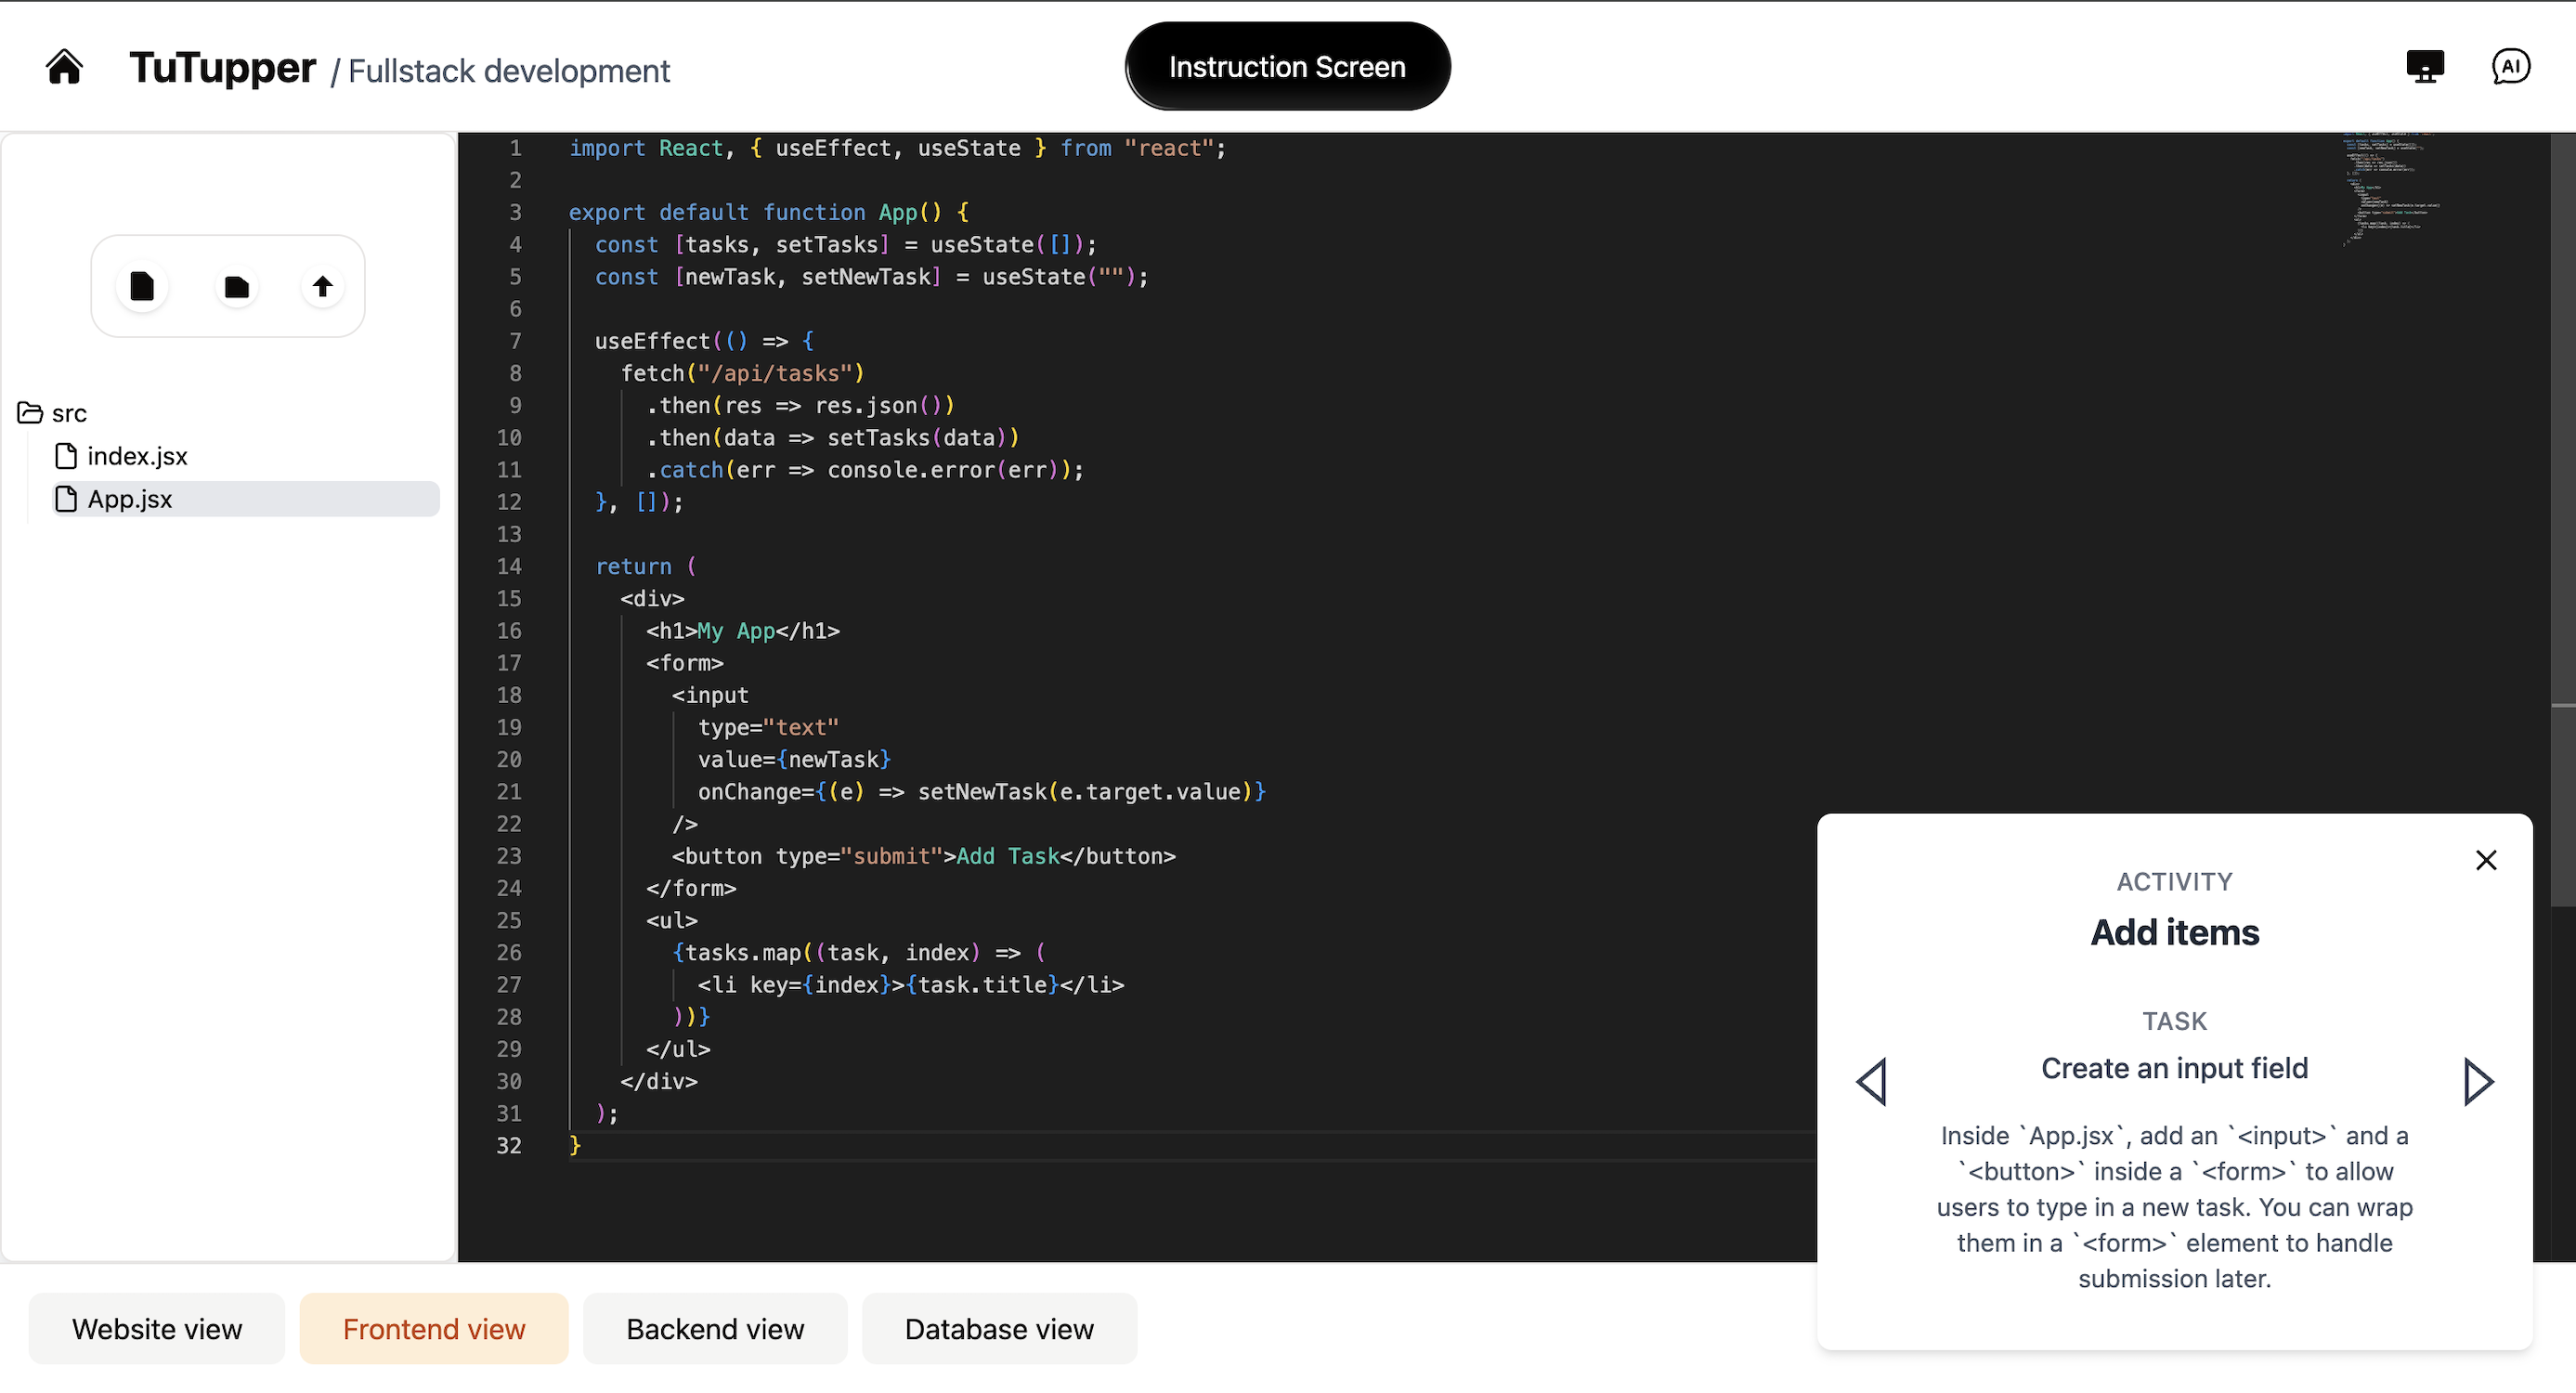 TuTupper / Fullstack development
Instruction Screen
AI
src
index.jsx
App.jsx
1 import React, { useEffect, useState } from "react";
2
3 export default function App() {
4   const [tasks, setTasks] = useState([]);
5   const [newTask, setNewTask] = useState("");
6
7   useEffect(() => {
8     fetch("/api/tasks")
9       .then(res => res.json())
10       .then(data => setTasks(data))
11       .catch(err => console.error(err));
12   }, []);
13
14   return (
15     <div>
16       <h1>My App</h1>
17       <form>
18         <input
19           type="text"
20           value={newTask}
21           onChange={(e) => setNewTask(e.target.value)}
22         />
23         <button type="submit">Add Task</button>
24       </form>
25       <ul>
26         {tasks.map((task, index) => (
27           <li key={index}>{task.title}</li>
28         ))}
29       </ul>
30     </div>
31   );
32 }
ACTIVITY
Add items
TASK
Create an input field
Inside `App.jsx`, add an `<input>` and a
`<button>` inside a `<form>` to allow
users to type in a new task. You can wrap
them in a `<form>` element to handle
submission later.
Website view
Frontend view
Backend view
Database view